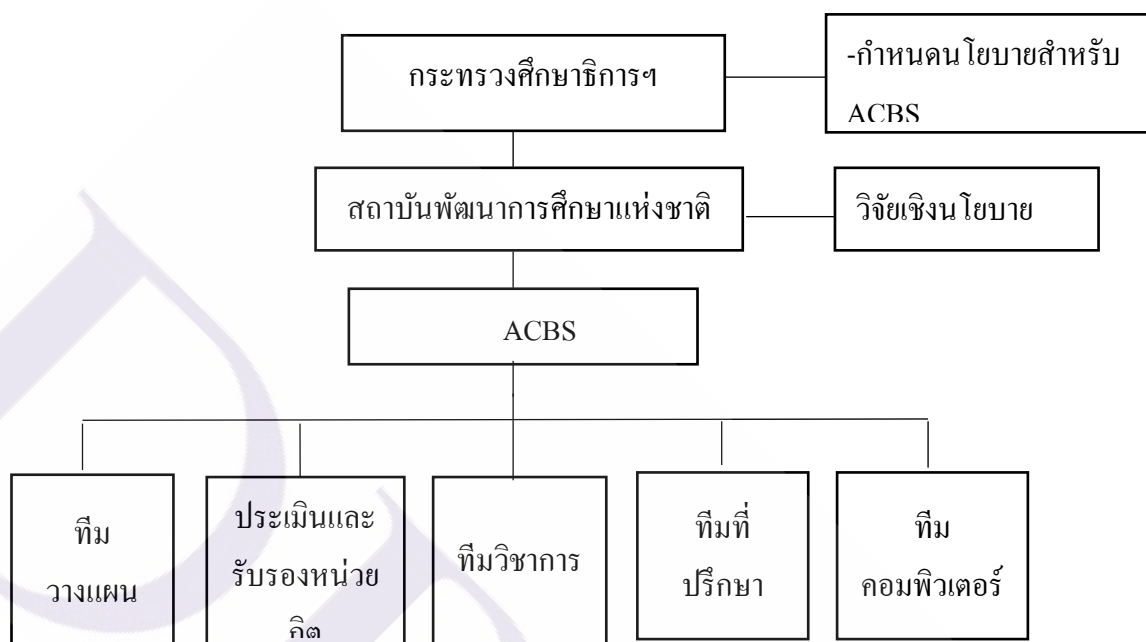 กระทรวงศึกษาธิการฯ
-กำหนดนโยบายสำหรับ
ACBS
สถาบันพัฒนาการศึกษาแห่งชาติ
วิจัยเชิงนโยบาย
ACBS
ทีม
วางแผน
ประเมินและ
รับรองหน่วย
กิต
ทีมวิชาการ
ทีมที่
ปรึกษา
ทีม
คอมพิวเตอร์